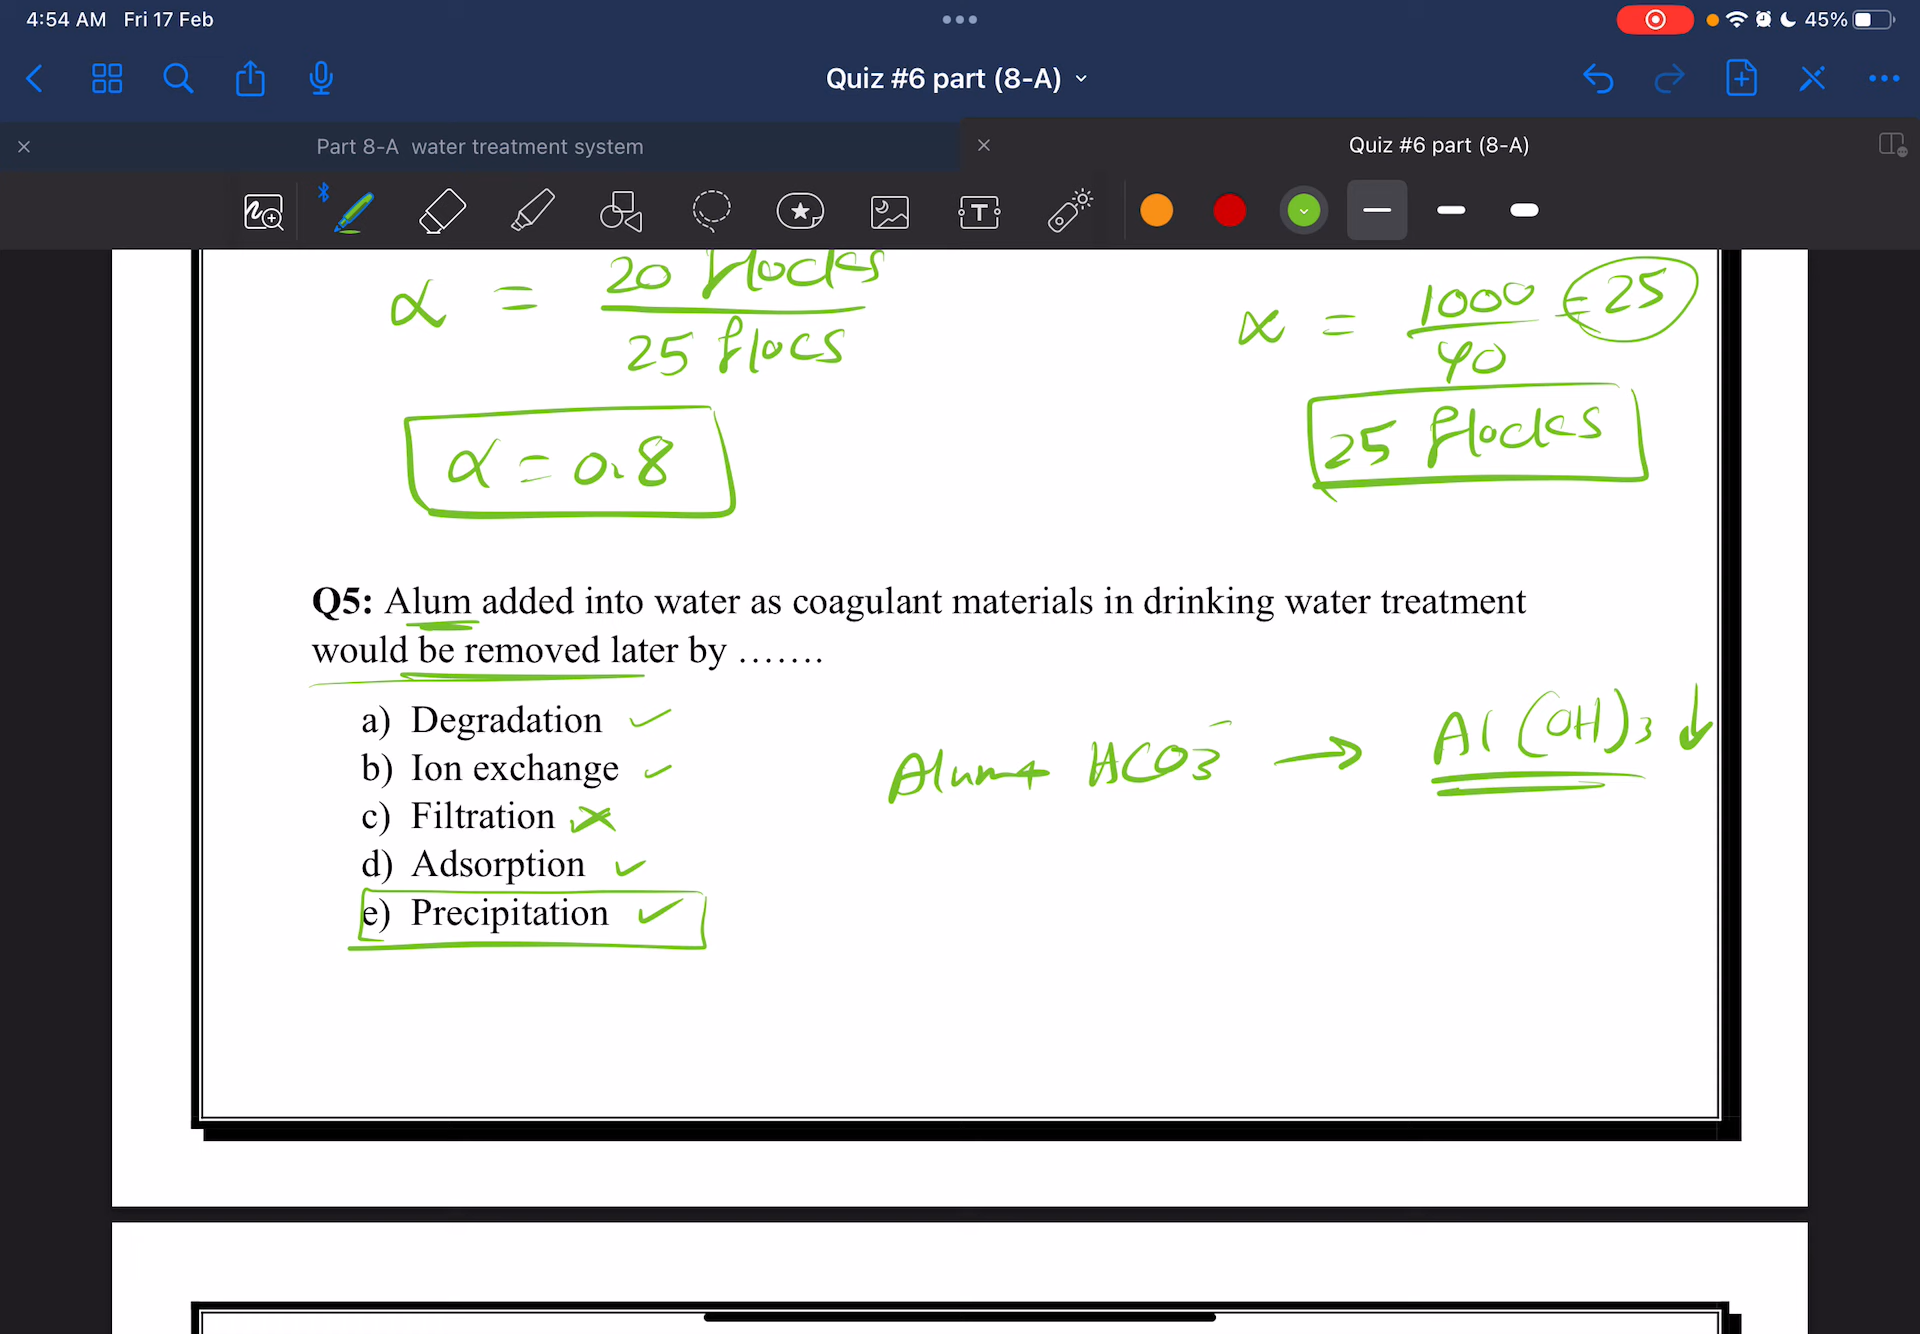 4:54 AM Fri 17 Feb
45%
Quiz #6 part (8-A)
Part 8-A water treatment system
Quiz #6 part (8-A)
α = 20 flocks / 25 flocs
α = 1000 / 40 = 25
α = 0.8
25 flocks
Q5: Alum added into water as coagulant materials in drinking water treatment
would be removed later by …….
a) Degradation
b) Ion exchange
c) Filtration
d) Adsorption
e) Precipitation
Alum + HCO3⁻ → Al(OH)3 ↓